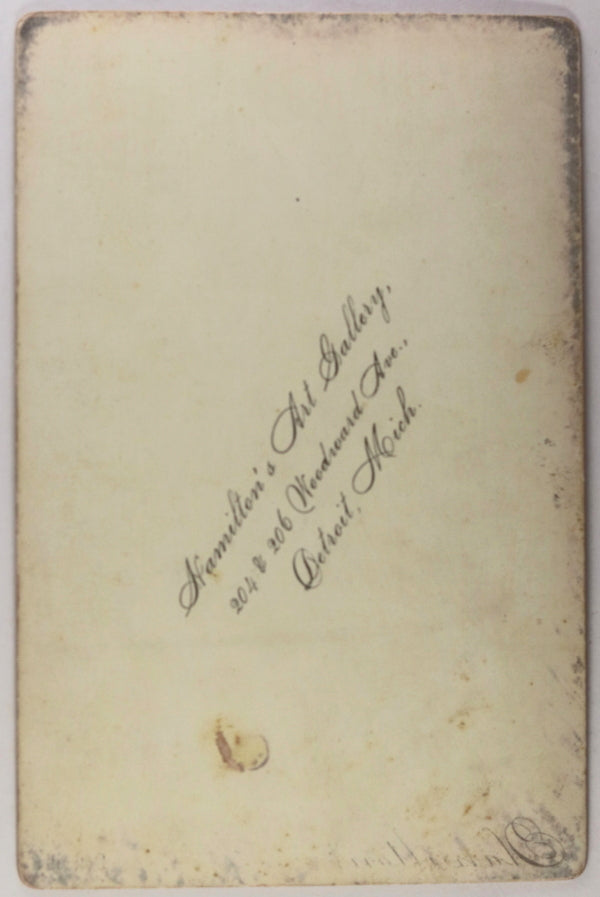 Hamilton's Art Gallery,
204 & 206 Woodward Ave.,
Detroit, Mich.